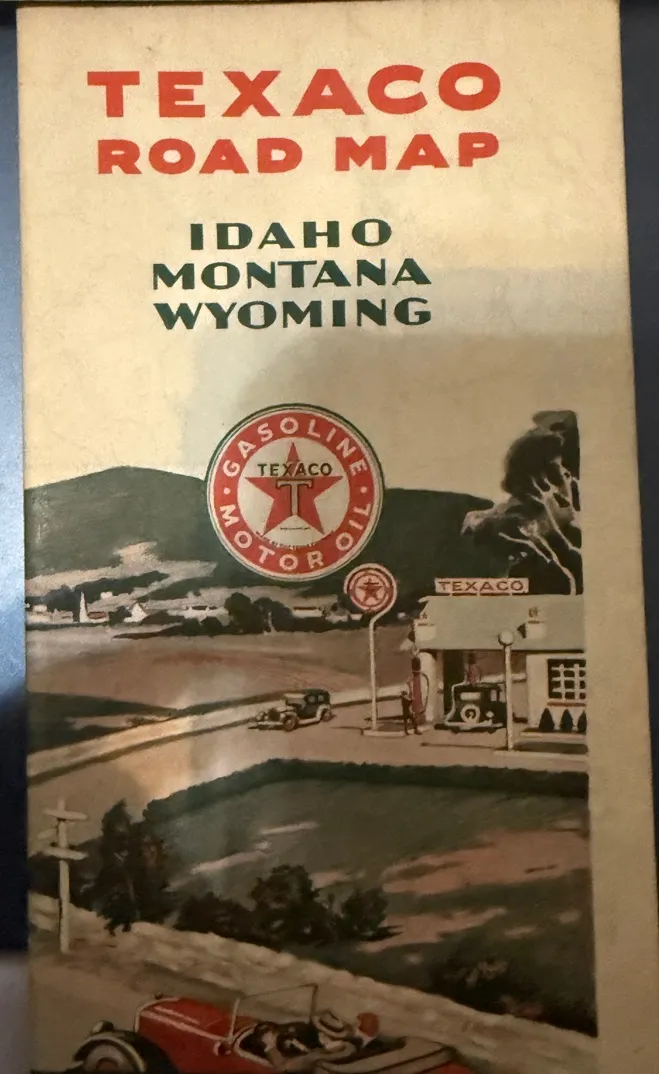 TEXACO
ROAD MAP
IDAHO
MONTANA
WYOMING
GASOLINE
TEXACO
T
MOTOR OIL
TEXACO